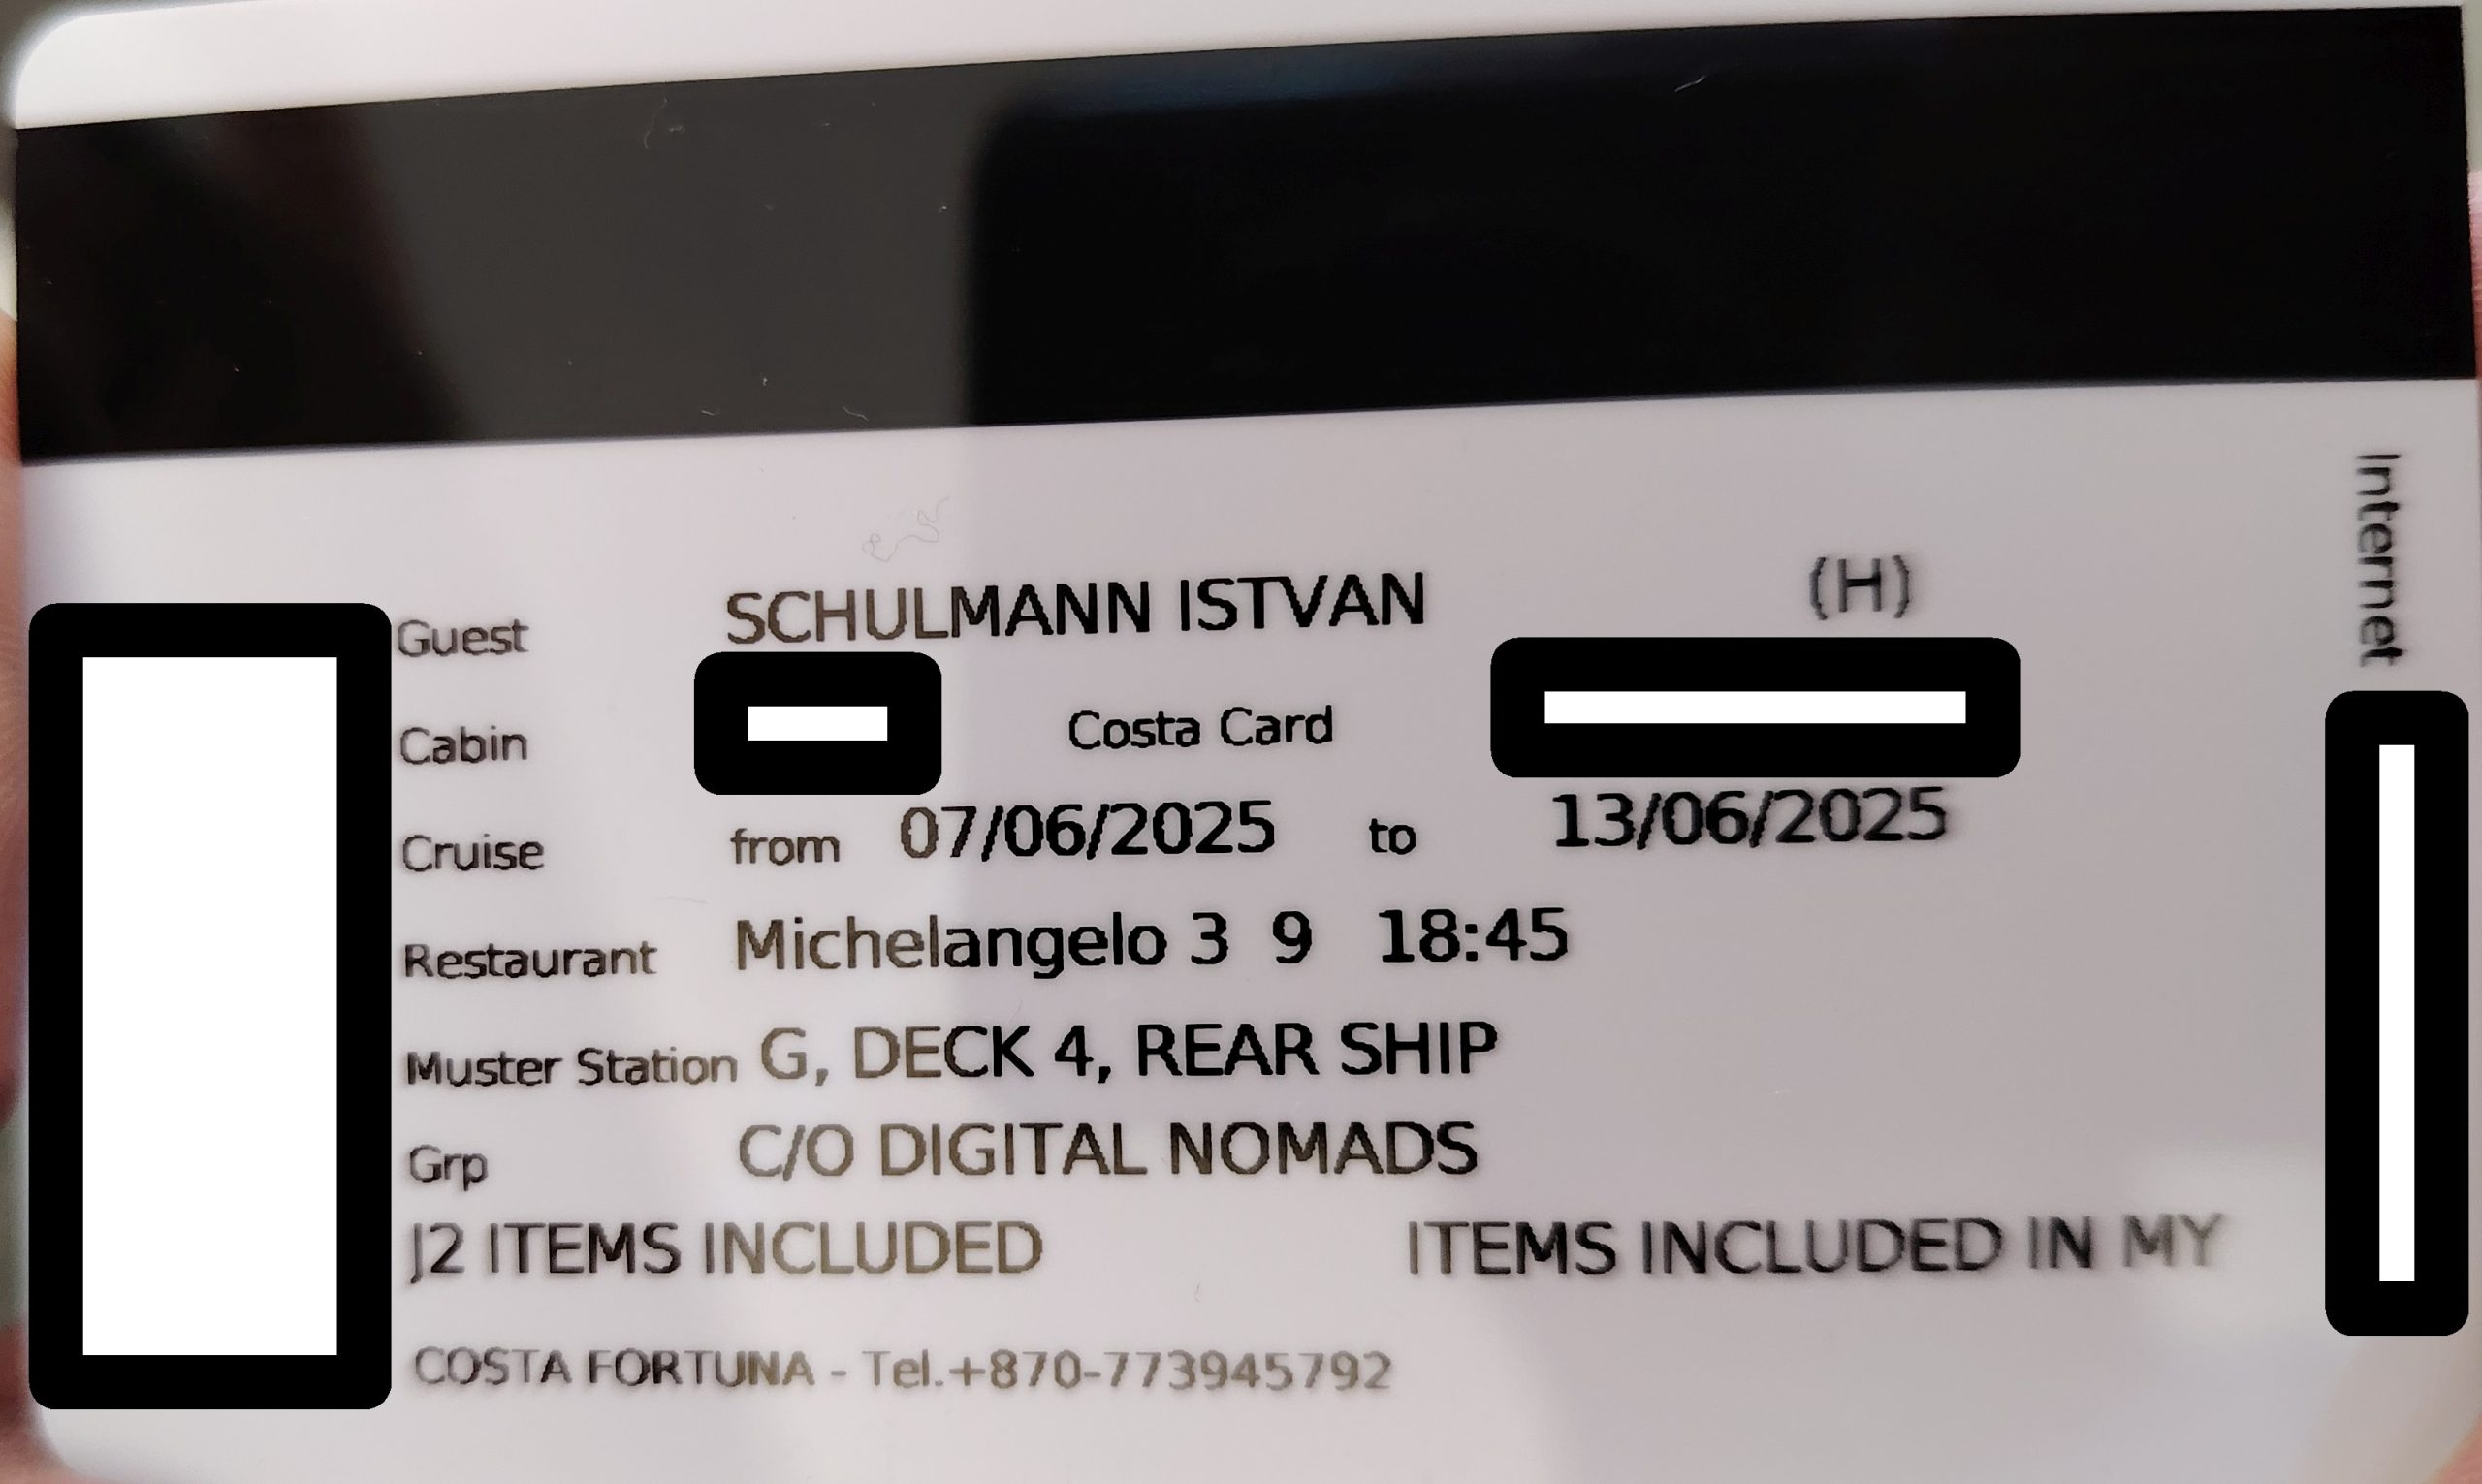 Guest SCHULMANN ISTVAN (H)
Cabin Costa Card
Cruise from 07/06/2025 to 13/06/2025
Restaurant Michelangelo 3 9 18:45
Muster Station G, DECK 4, REAR SHIP
Grp C/O DIGITAL NOMADS
J2 ITEMS INCLUDED ITEMS INCLUDED IN MY
COSTA FORTUNA - Tel.+870-773945792
Internet